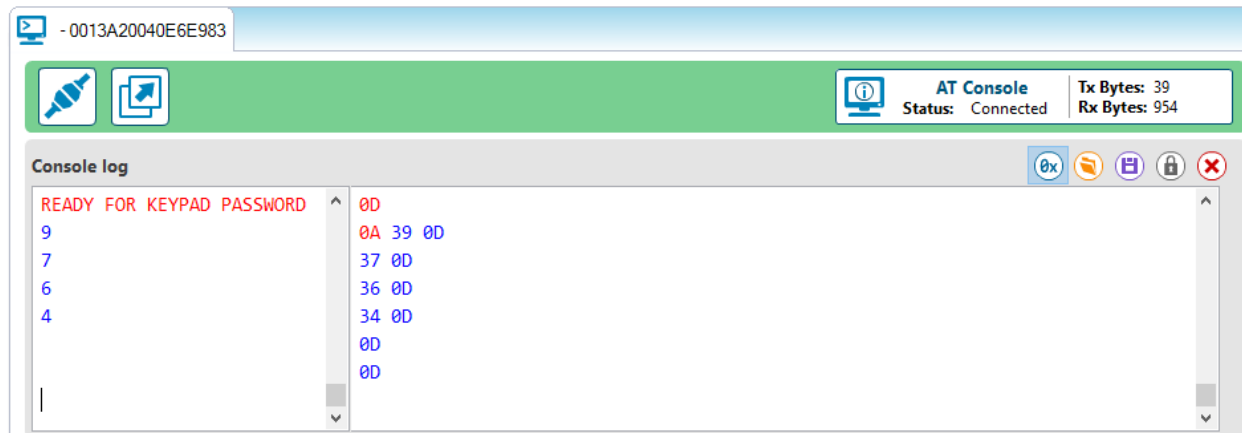 - 0013A20040E6E983
AT Console
Status: Connected
Tx Bytes: 39
Rx Bytes: 954
Console log
0x
READY FOR KEYPAD PASSWORD
9
7
6
4
0D
0A 39 0D
37 0D
36 0D
34 0D
0D
0D